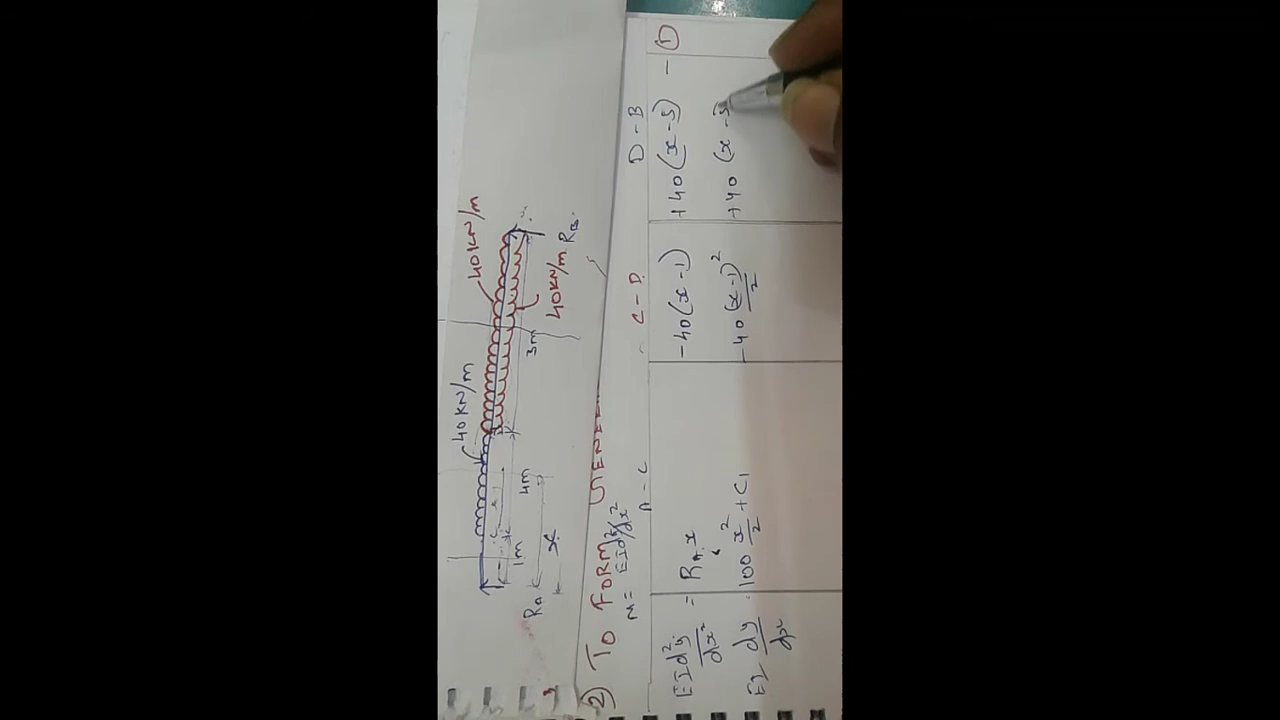 40KN/m
40KN/m
1m
4m
3m
40KN/m
RA
x
RB
2) TO FORM
M = EI d²y/dx²
A - C
C - D
D - B
EI d²y/dx² = RA x
-40(x-1)
+40(x-5) - ①
EI dy/dx = 100 x²/2 + C1
-40 (x-1)²/2
+40 (x-5